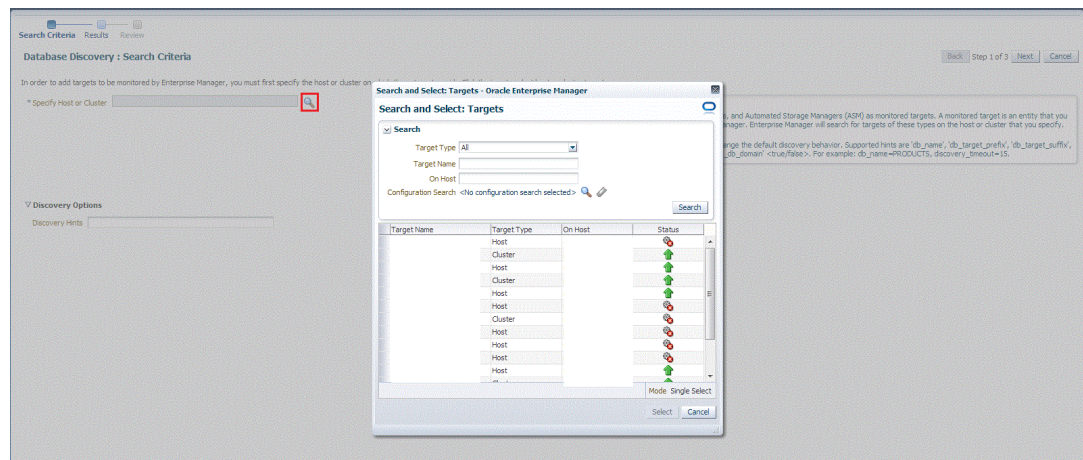 Search Criteria Results Review
Database Discovery : Search Criteria
Back Step 1 of 3 Next Cancel
In order to add targets to be monitored by Enterprise Manager, you must first specify the host or cluster on
* Specify Host or Cluster
, and Automated Storage Managers (ASM) as monitored targets. A monitored target is an entity that you
anager. Enterprise Manager will search for targets of these types on the host or cluster that you specify.
ange the default discovery behavior. Supported hints are 'db_name', 'db_target_prefix', 'db_target_suffix',
_db_domain' <true/false>. For example: db_name=PRODUCTS, discovery_timeout=15.
Discovery Options
Discovery Hints
Search and Select: Targets - Oracle Enterprise Manager
Search and Select: Targets
Search
Target Type All
Target Name
On Host
Configuration Search <No configuration search selected>
Search
Target Name Target Type On Host Status
Host
Cluster
Host
Cluster
Host
Host
Cluster
Host
Host
Host
Host
Mode Single Select
Select Cancel